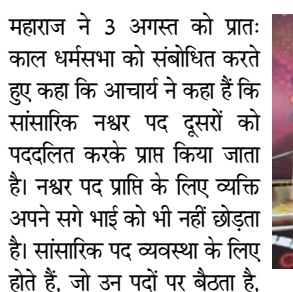 महाराज ने 3 अगस्त को प्रातः
काल धर्मसभा को संबोधित करते
हुए कहा कि आचार्य ने कहा हैं कि
सांसारिक नश्वर पद दूसरों को
पददलित करके प्राप्त किया जाता
है। नश्वर पद प्राप्ति के लिए व्यक्ति
अपने सगे भाई को भी नहीं छोड़ता
है। सांसारिक पद व्यवस्था के लिए
होते हैं, जो उन पदों पर बैठता है,